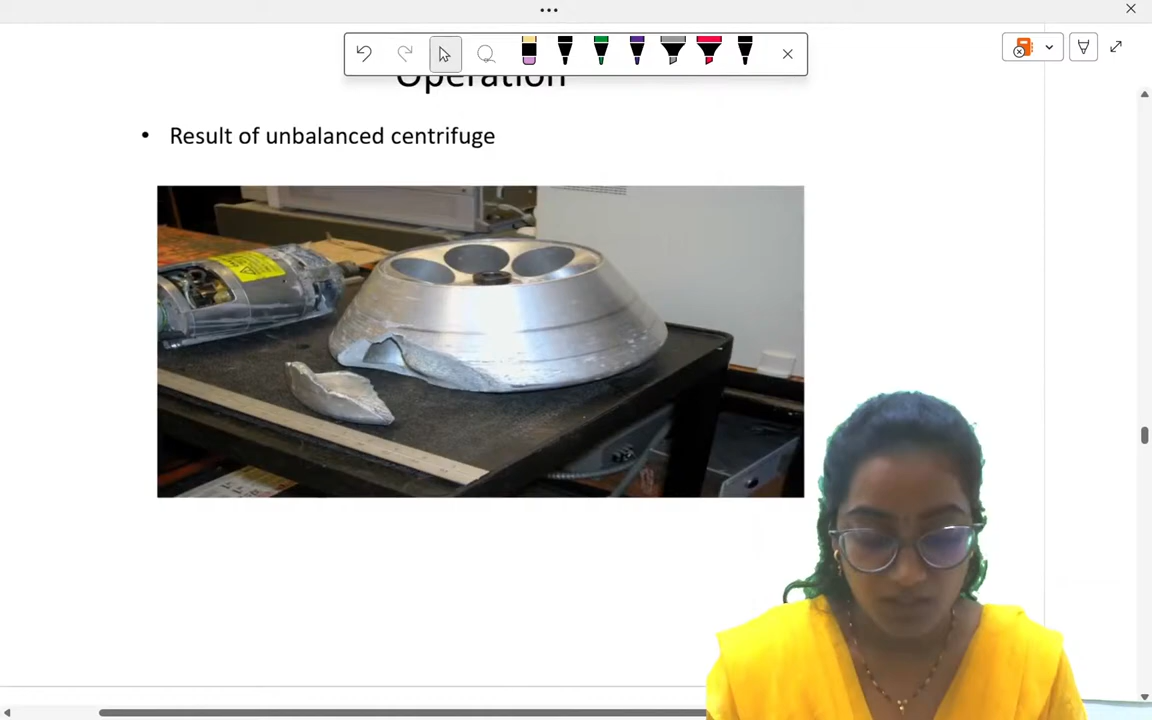 Operation
• Result of unbalanced centrifuge